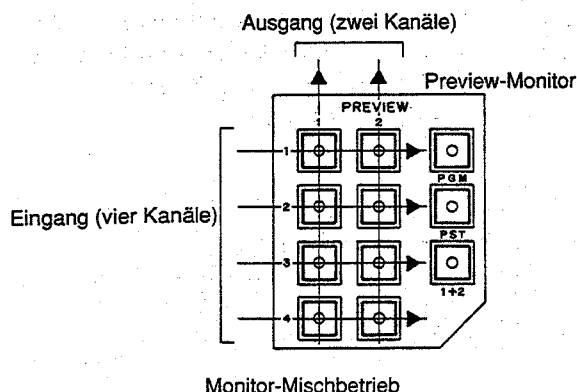 Ausgang (zwei Kanäle)
Preview-Monitor
PREVIEW
1 2
1
PGM
Eingang (vier Kanäle)
2
PST
3
1+2
4
Monitor-Mischbetrieb